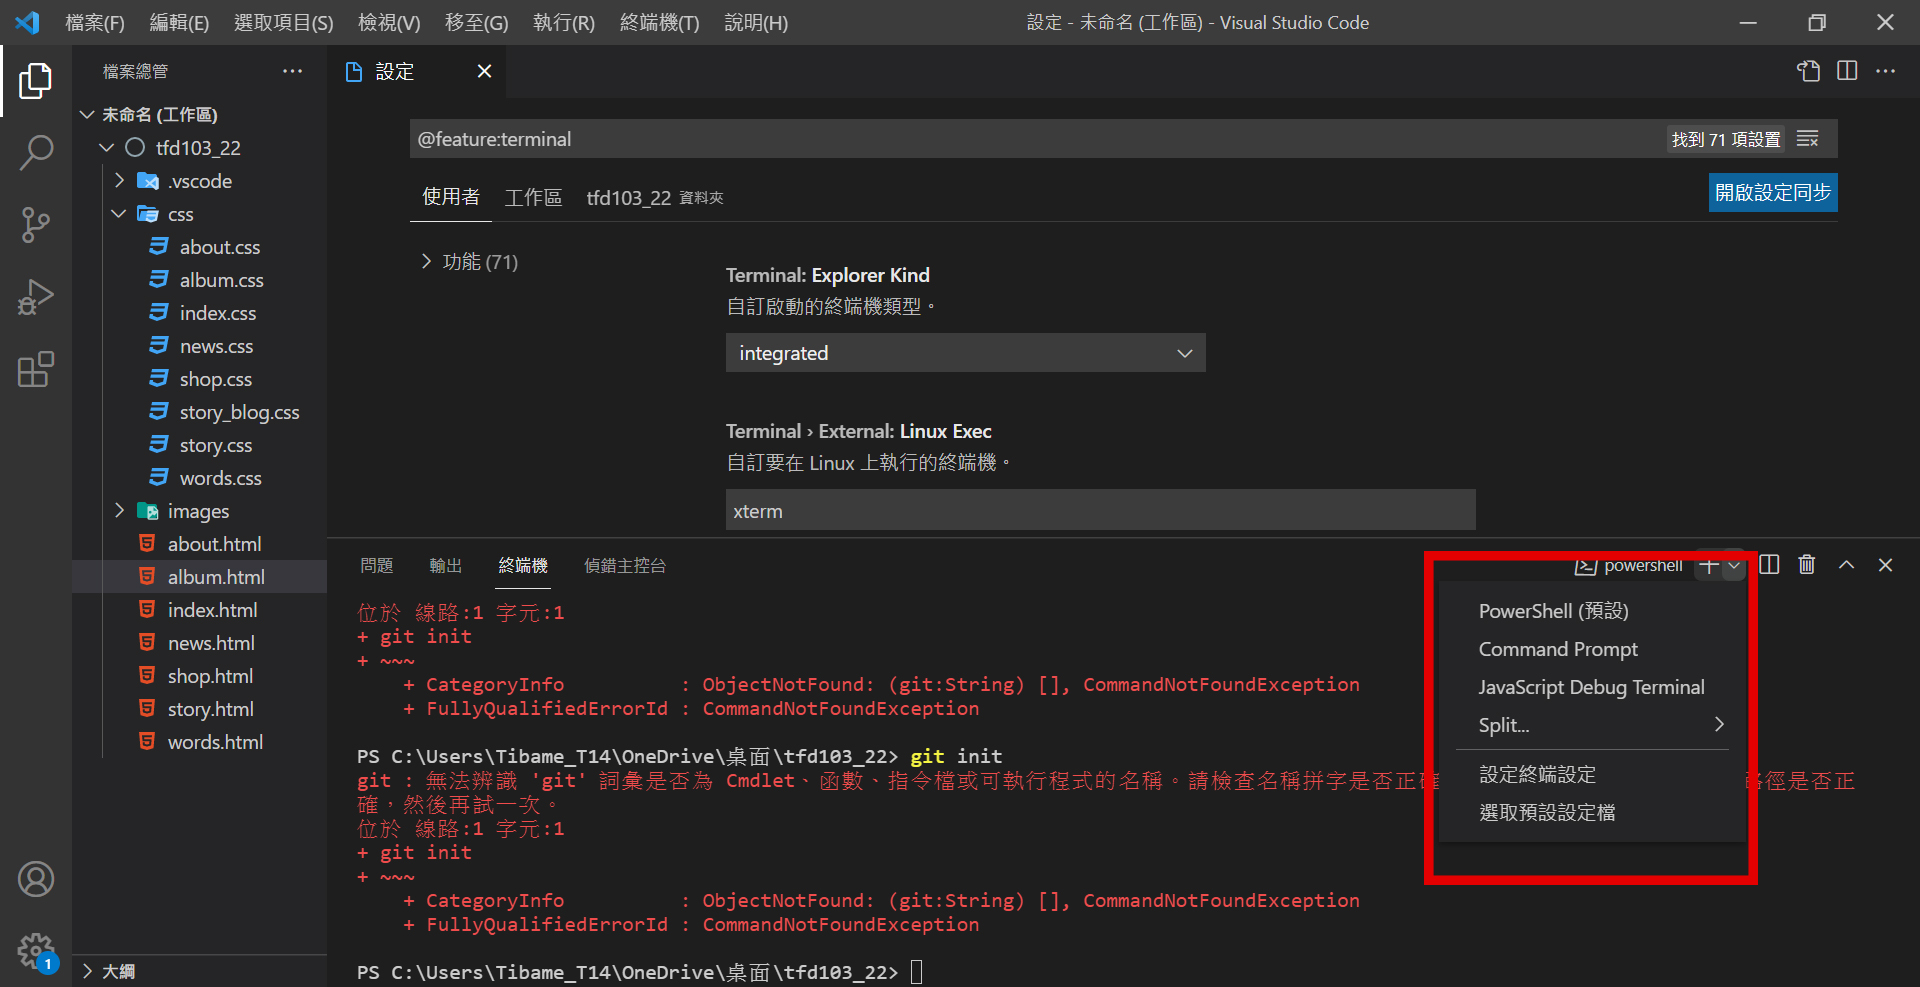 檔案(F) 編輯(E) 選取項目(S) 檢視(V) 移至(G) 執行(R) 終端機(T) 說明(H) 設定 - 未命名 (工作區) - Visual Studio Code
檔案總管
設定
未命名 (工作區)
tfd103_22
.vscode
css
about.css
album.css
index.css
news.css
shop.css
story_blog.css
story.css
words.css
images
about.html
album.html
index.html
news.html
shop.html
story.html
words.html
大綱
1
@feature:terminal 找到 71 項設置
使用者 工作區 tfd103_22 資料夾 開啟設定同步
功能 (71)
Terminal: Explorer Kind
自訂啟動的終端機類型。
integrated
Terminal › External: Linux Exec
自訂要在 Linux 上執行的終端機。
xterm
問題 輸出 終端機 偵錯主控台 powershell
位於 線路:1 字元:1
+ git init
+ ~~~
+ CategoryInfo : ObjectNotFound: (git:String) [], CommandNotFoundException
+ FullyQualifiedErrorId : CommandNotFoundException
PS C:\Users\Tibame_T14\OneDrive\桌面\tfd103_22> git init
git : 無法辨識 'git' 詞彙是否為 Cmdlet、函數、指令檔或可執行程式的名稱。請檢查名稱拼字是否正 路徑是否正
確，然後再試一次。
位於 線路:1 字元:1
+ git init
+ ~~~
+ CategoryInfo : ObjectNotFound: (git:String) [], CommandNotFoundException
+ FullyQualifiedErrorId : CommandNotFoundException
PS C:\Users\Tibame_T14\OneDrive\桌面\tfd103_22>
PowerShell (預設)
Command Prompt
JavaScript Debug Terminal
Split...
設定終端設定
選取預設設定檔